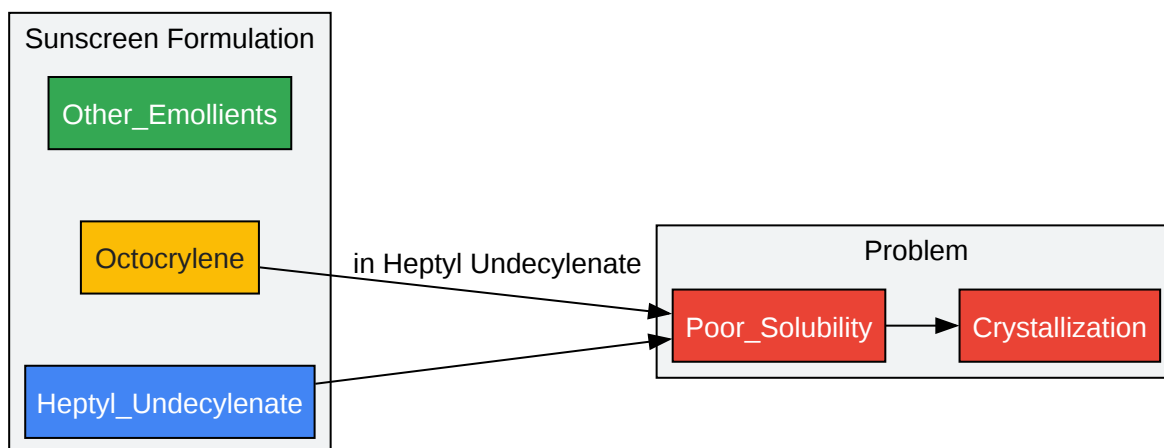 Sunscreen Formulation
Other_Emollients
Octocrylene
Heptyl_Undecylenate
in Heptyl Undecylenate
Problem
Poor_Solubility
Crystallization